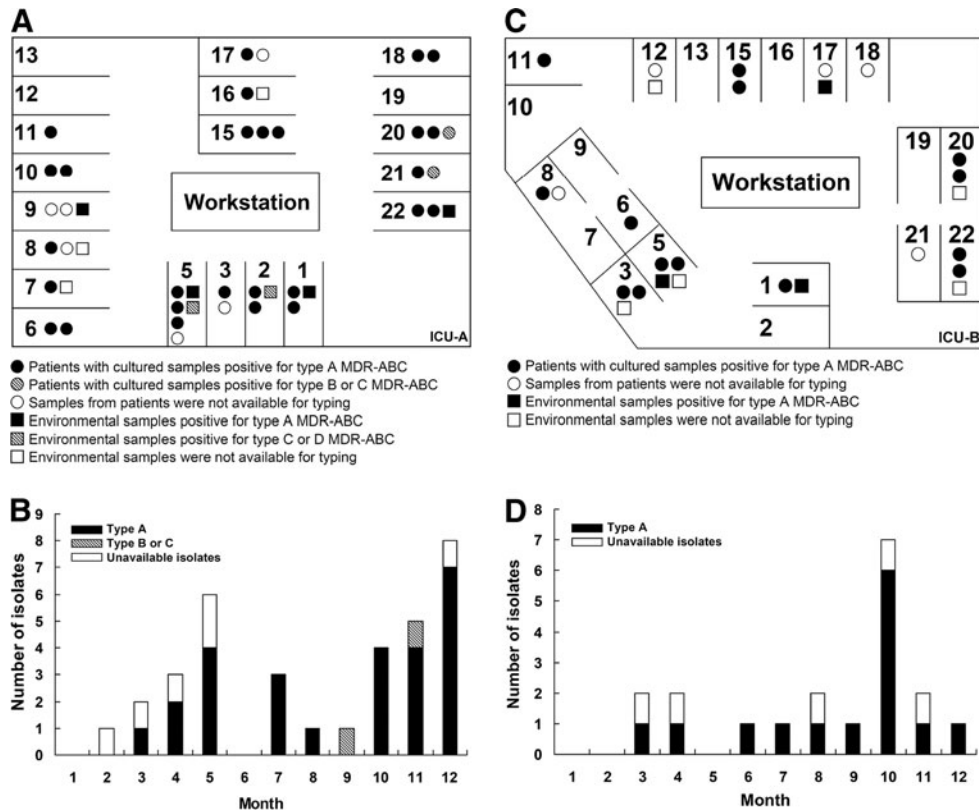 A
13
12
11
10
9
8
7
6
17
16
15
18
19
20
21
22
Workstation
5 3 2 1
ICU-A
Patients with cultured samples positive for type A MDR-ABC
Patients with cultured samples positive for type B or C MDR-ABC
Samples from patients were not available for typing
Environmental samples positive for type A MDR-ABC
Environmental samples positive for type C or D MDR-ABC
Environmental samples were not available for typing
C
11
10
12 13 15 16 17 18
9
8
7
6
5
3
19 20
21 22
Workstation
1
2
ICU-B
Patients with cultured samples positive for type A MDR-ABC
Samples from patients were not available for typing
Environmental samples positive for type A MDR-ABC
Environmental samples were not available for typing
B
Number of isolates
9
8
7
6
5
4
3
2
1
0
Type A
Type B or C
Unavailable isolates
1 2 3 4 5 6 7 8 9 10 11 12
Month
D
Number of isolates
8
7
6
5
4
3
2
1
0
Type A
Unavailable isolates
1 2 3 4 5 6 7 8 9 10 11 12
Month